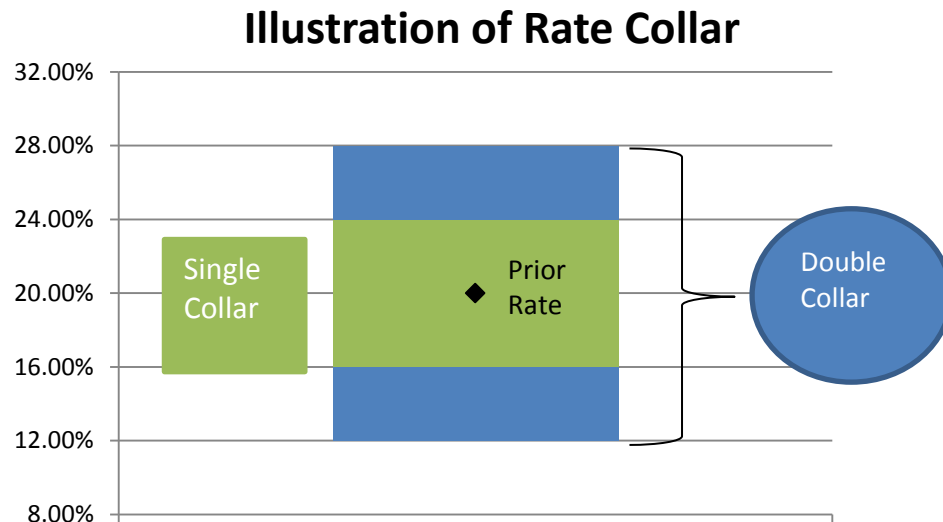 Illustration of Rate Collar
32.00%
28.00%
24.00%
20.00%
16.00%
12.00%
8.00%
Single
Collar
Prior
Rate
Double
Collar